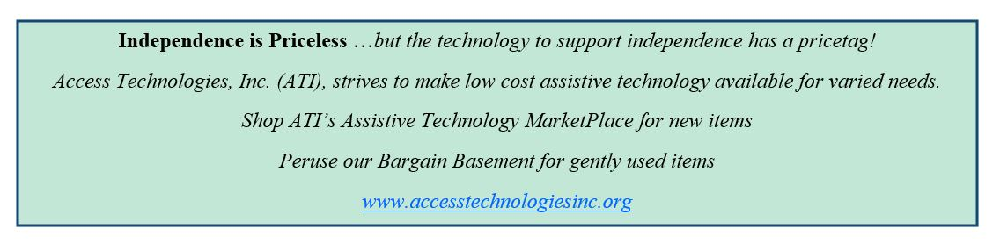 Independence is Priceless …but the technology to support independence has a pricetag!
Access Technologies, Inc. (ATI), strives to make low cost assistive technology available for varied needs.
Shop ATI’s Assistive Technology MarketPlace for new items
Peruse our Bargain Basement for gently used items
www.accesstechnologiesinc.org